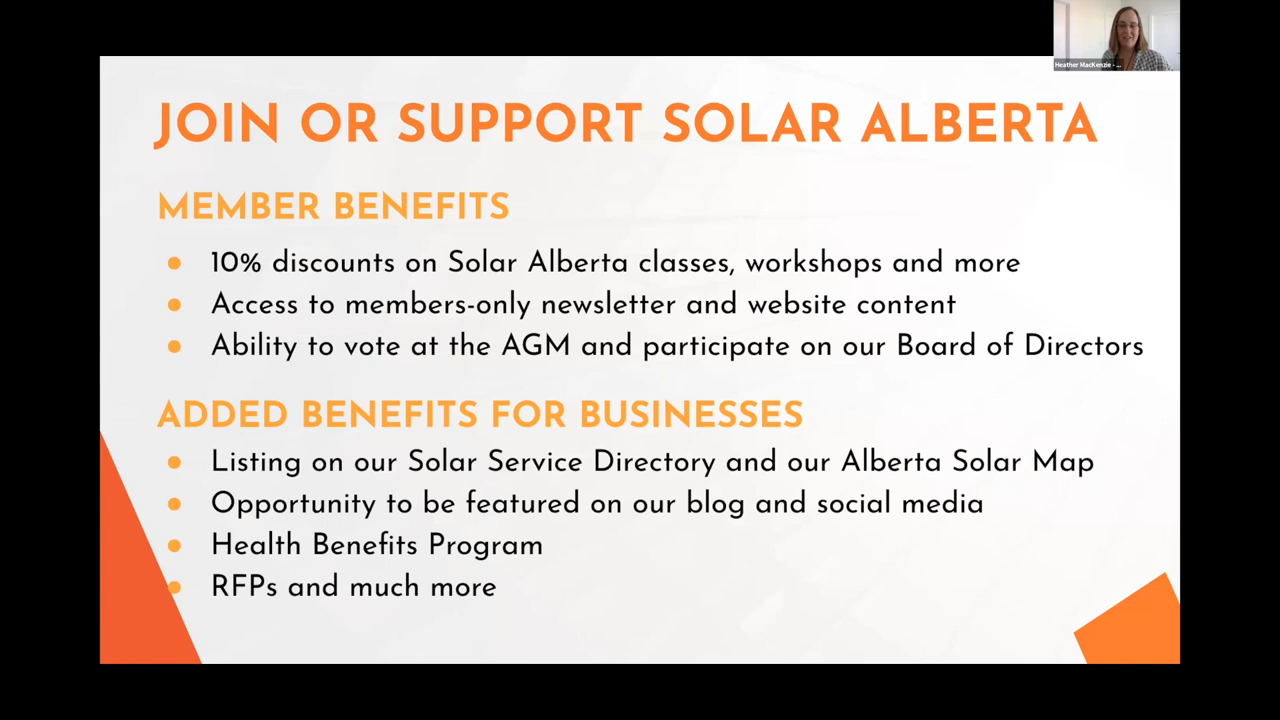 Heather MacKenzie - ...
JOIN OR SUPPORT SOLAR ALBERTA
MEMBER BENEFITS
● 10% discounts on Solar Alberta classes, workshops and more
● Access to members-only newsletter and website content
● Ability to vote at the AGM and participate on our Board of Directors
ADDED BENEFITS FOR BUSINESSES
● Listing on our Solar Service Directory and our Alberta Solar Map
● Opportunity to be featured on our blog and social media
● Health Benefits Program
● RFPs and much more